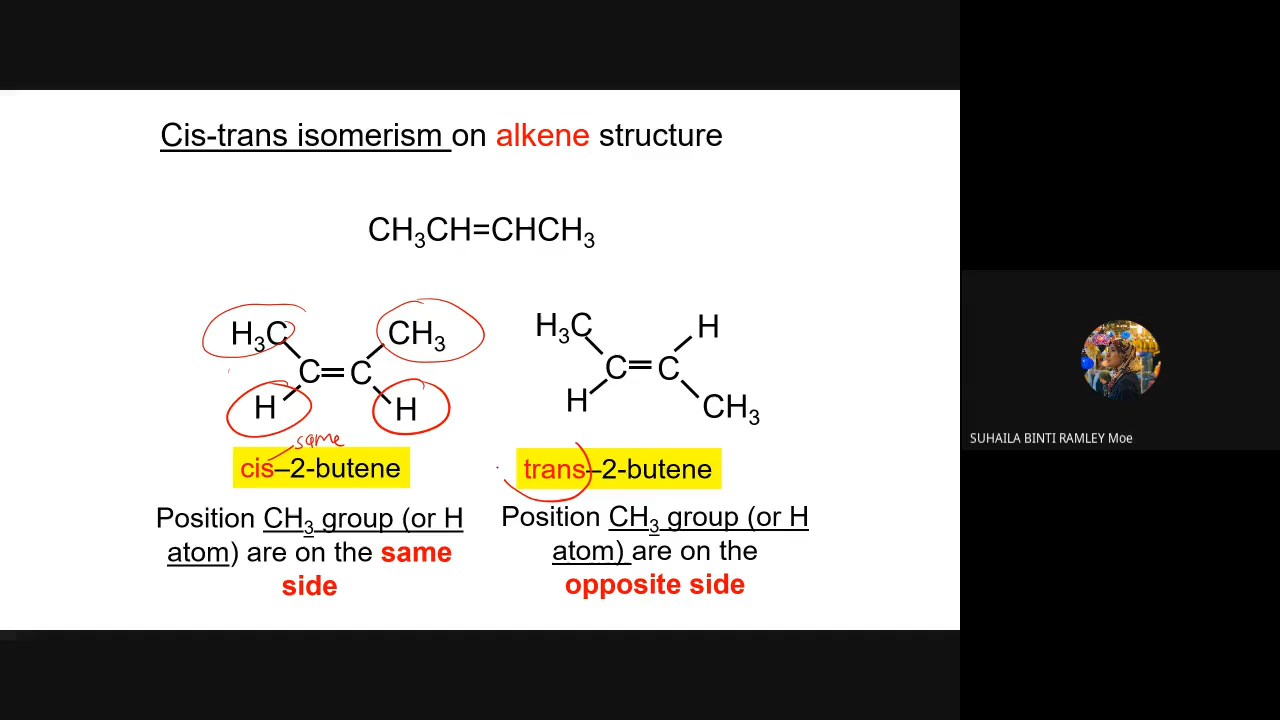 Cis-trans isomerism on alkene structure
CH₃CH=CHCH₃
H₃C CH₃
C=C
H H
same
cis–2-butene
Position CH₃ group (or H
atom) are on the same
side
H₃C H
C=C
H CH₃
trans–2-butene
Position CH₃ group (or H
atom) are on the
opposite side
SUHAILA BINTI RAMLEY Moe